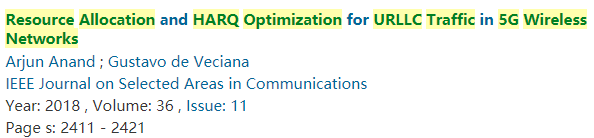 Resource Allocation and HARQ Optimization for URLLC Traffic in 5G Wireless
Networks
Arjun Anand ; Gustavo de Veciana
IEEE Journal on Selected Areas in Communications
Year: 2018 , Volume: 36 , Issue: 11
Page s: 2411 - 2421